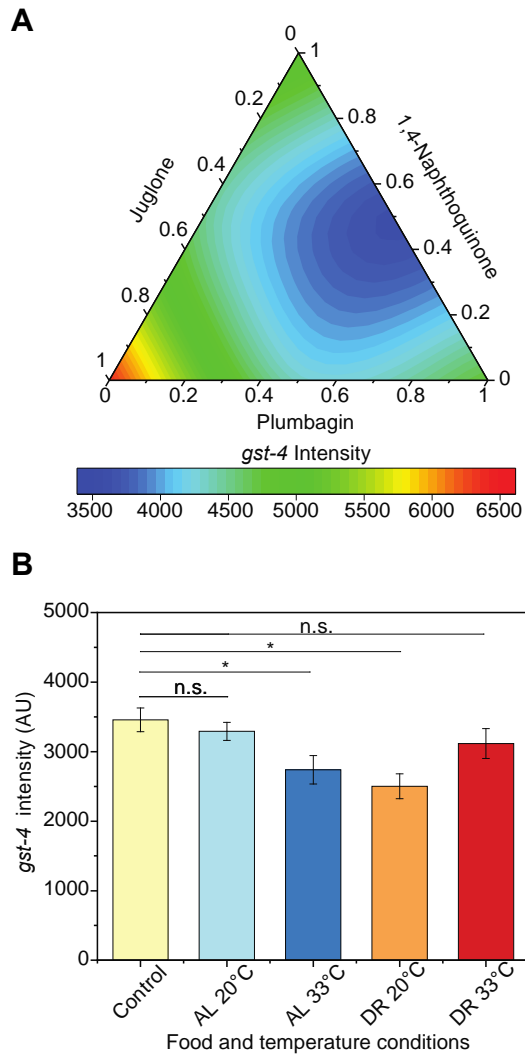 A
0
1
0.2
0.8
Juglone
1,4-Naphthoquinone
0.4
0.6
0.6
0.4
0.8
0.2
1
0
0 0.2 0.4 0.6 0.8 1
Plumbagin
gst-4 Intensity
3500 4000 4500 5000 5500 6000 6500
B
5000
n.s.
*
4000
*
n.s.
3000
gst-4 intensity (AU)
2000
1000
0
Control AL 20°C AL 33°C DR 20°C DR 33°C
Food and temperature conditions